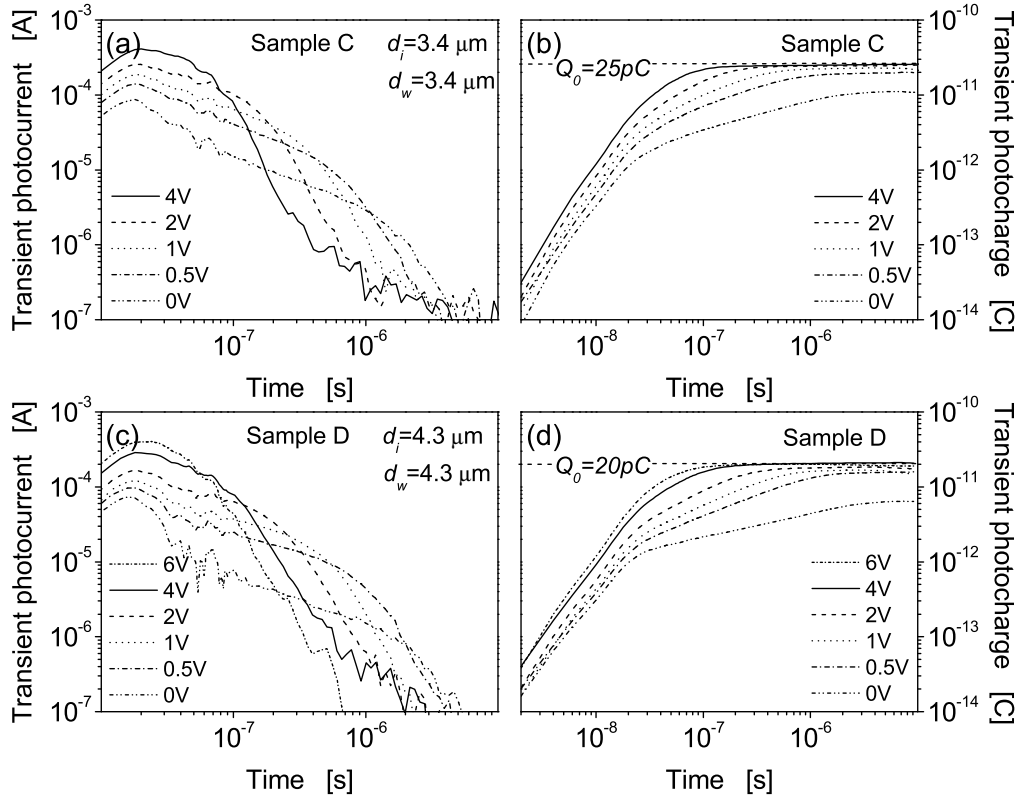 Transient photocurrent [A]
10⁻³
10⁻⁴
10⁻⁵
10⁻⁶
10⁻⁷
(a)
Sample C
dᵢ=3.4 μm
d_w=3.4 μm
4V
2V
1V
0.5V
0V
10⁻⁷
10⁻⁶
Time [s]
(b)
Sample C
Q₀=25pC
4V
2V
1V
0.5V
0V
10⁻⁸
10⁻⁷
10⁻⁶
Time [s]
10⁻¹⁰
10⁻¹¹
10⁻¹²
10⁻¹³
10⁻¹⁴
Transient photocharge [C]
Transient photocurrent [A]
10⁻³
10⁻⁴
10⁻⁵
10⁻⁶
10⁻⁷
(c)
Sample D
dᵢ=4.3 μm
d_w=4.3 μm
6V
4V
2V
1V
0.5V
0V
10⁻⁷
10⁻⁶
Time [s]
(d)
Sample D
Q₀=20pC
6V
4V
2V
1V
0.5V
0V
10⁻⁸
10⁻⁷
10⁻�6
Time [s]
10⁻¹⁰
10⁻¹¹
10⁻¹²
10⁻¹³
10⁻¹⁴
Transient photocharge [C]